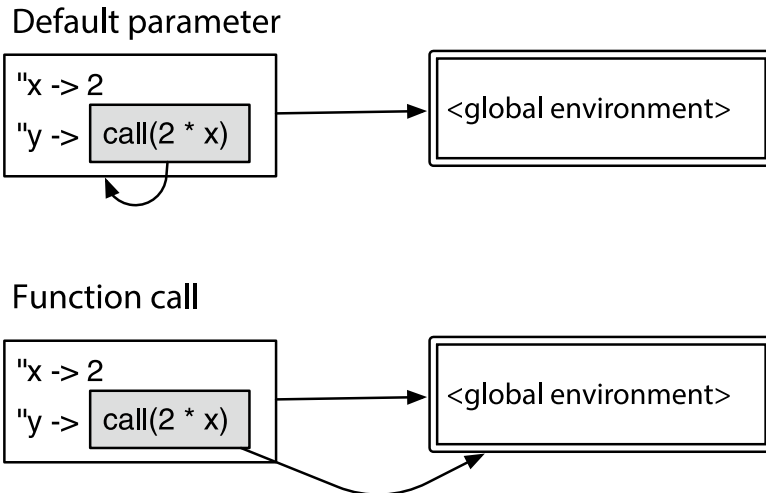 Default parameter
"x -> 2
"y -> call(2 * x)
<global environment>
Function call
"x -> 2
"y -> call(2 * x)
<global environment>